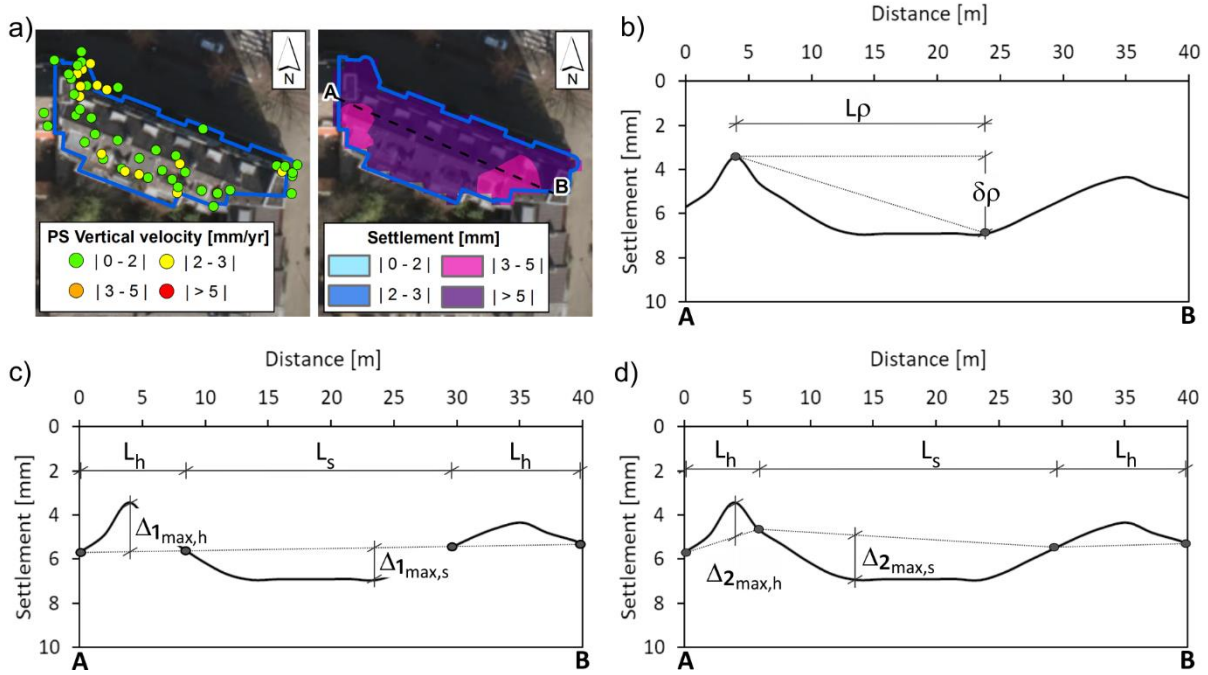 a)
N
N
A
B
PS Vertical velocity [mm/yr]
| 0 - 2 | | 2 - 3 |
| 3 - 5 | | > 5 |
Settlement [mm]
| 0 - 2 | | 3 - 5 |
| 2 - 3 | | > 5 |
b)
Distance [m]
0 5 10 15 20 25 30 35 40
Settlement [mm]
0
2
4
6
8
10
Lρ
δρ
A B
c)
Distance [m]
0 5 10 15 20 25 30 35 40
Settlement [mm]
0
2
4
6
8
10
Lh Ls Lh
Δ1max,h
Δ1max,s
A B
d)
Distance [m]
0 5 10 15 20 25 30 35 40
Settlement [mm]
0
2
4
6
8
10
Lh Ls Lh
Δ2max,h
Δ2max,s
A B